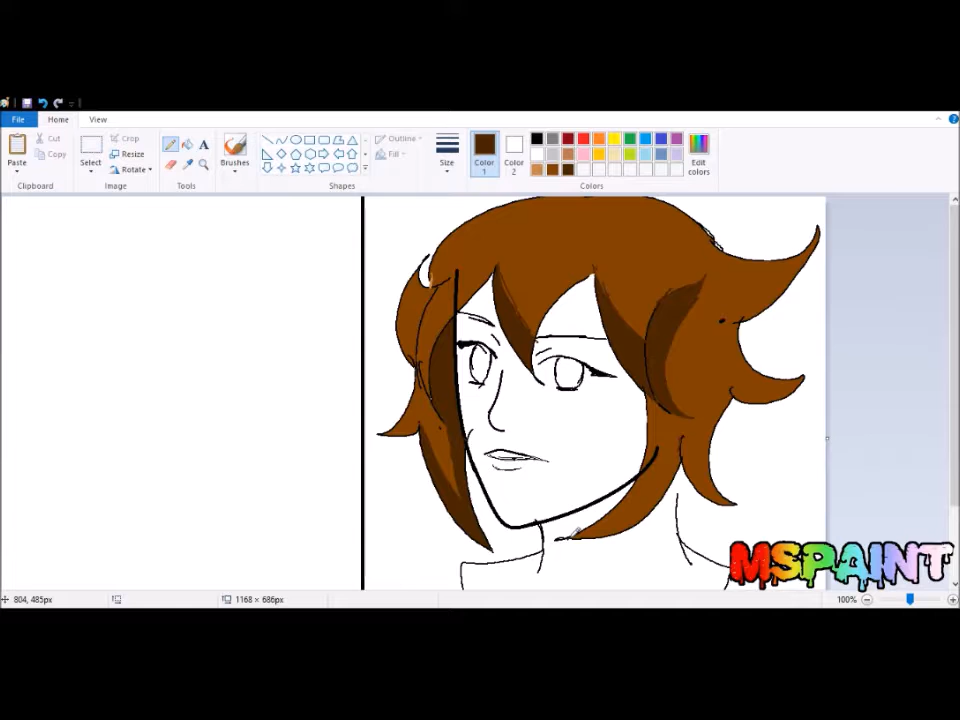 File Home View
Paste
Cut
Copy
Clipboard
Select
Crop
Resize
Rotate
Image
A
Tools
Brushes
Outline
Fill
Shapes
Size
Color
1
Color
2
Edit
colors
Colors
MSPAINT
804, 485px
1168 × 686px
100%